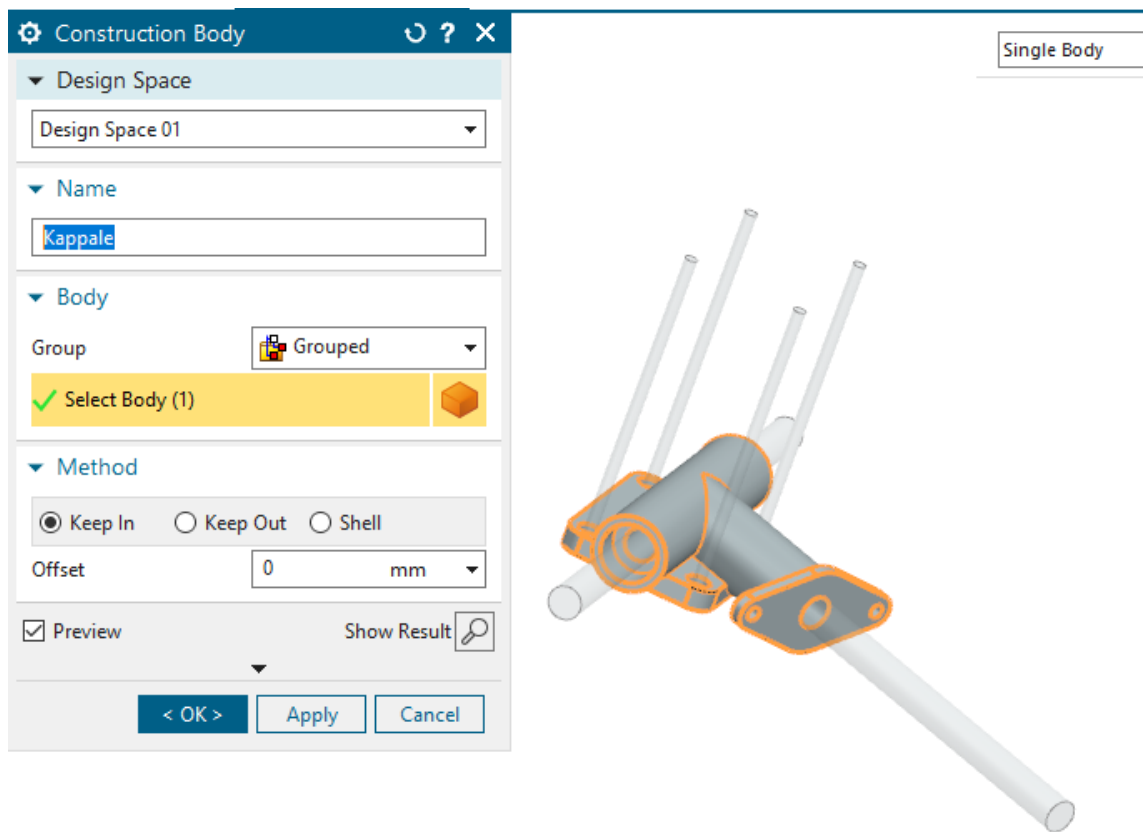 Construction Body ?
Single Body
Design Space
Design Space 01
Name
Kappale
Body
Group Grouped
Select Body (1)
Method
Keep In Keep Out Shell
Offset 0 mm
Preview Show Result
< OK > Apply Cancel